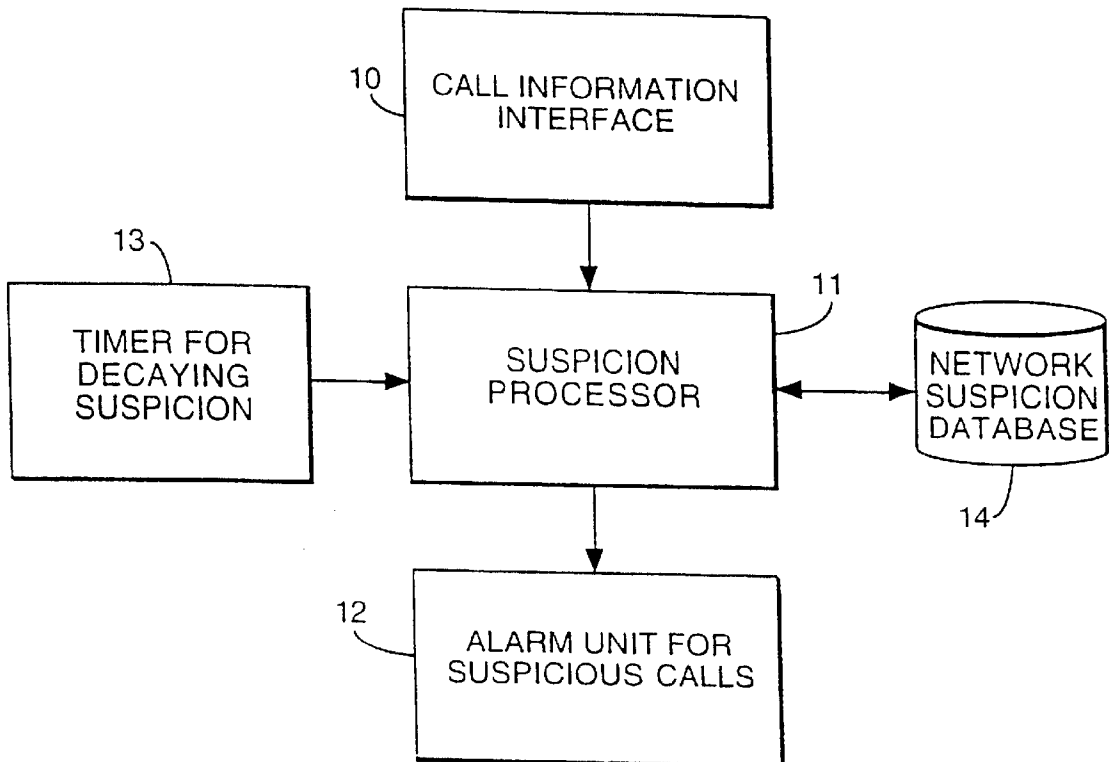 10
CALL INFORMATION
INTERFACE
13
TIMER FOR
DECAYING
SUSPICION
11
SUSPICION
PROCESSOR
NETWORK
SUSPICION
DATABASE
14
12
ALARM UNIT FOR
SUSPICIOUS CALLS